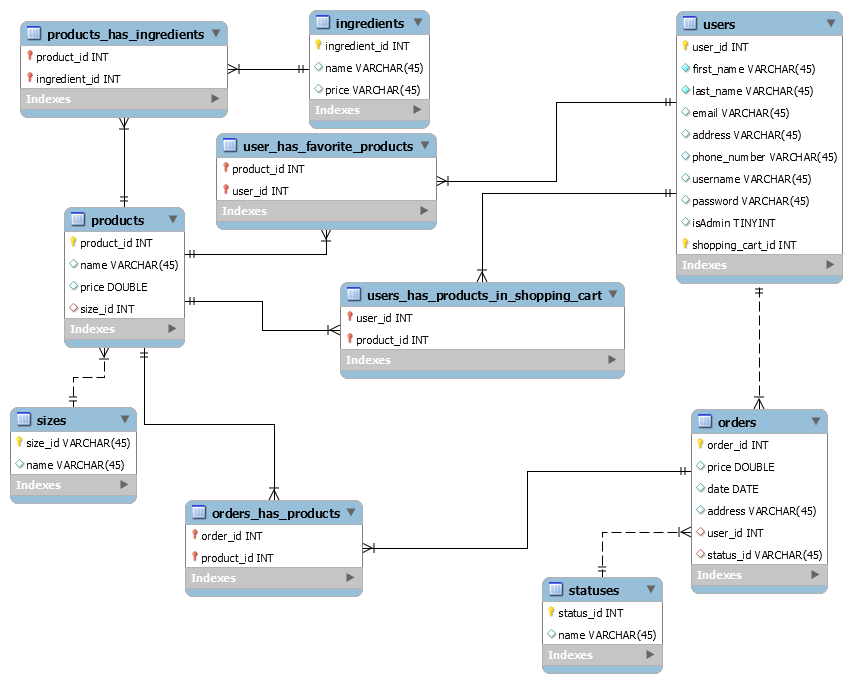 products_has_ingredients
product_id INT
ingredient_id INT
Indexes
ingredients
ingredient_id INT
name VARCHAR(45)
price VARCHAR(45)
Indexes
users
user_id INT
first_name VARCHAR(45)
last_name VARCHAR(45)
email VARCHAR(45)
address VARCHAR(45)
phone_number VARCHAR(45)
username VARCHAR(45)
password VARCHAR(45)
isAdmin TINYINT
shopping_cart_id INT
Indexes
user_has_favorite_products
product_id INT
user_id INT
Indexes
products
product_id INT
name VARCHAR(45)
price DOUBLE
size_id INT
Indexes
users_has_products_in_shopping_cart
user_id INT
product_id INT
Indexes
sizes
size_id VARCHAR(45)
name VARCHAR(45)
Indexes
orders
order_id INT
price DOUBLE
date DATE
address VARCHAR(45)
user_id INT
status_id VARCHAR(45)
Indexes
orders_has_products
order_id INT
product_id INT
Indexes
statuses
status_id INT
name VARCHAR(45)
Indexes